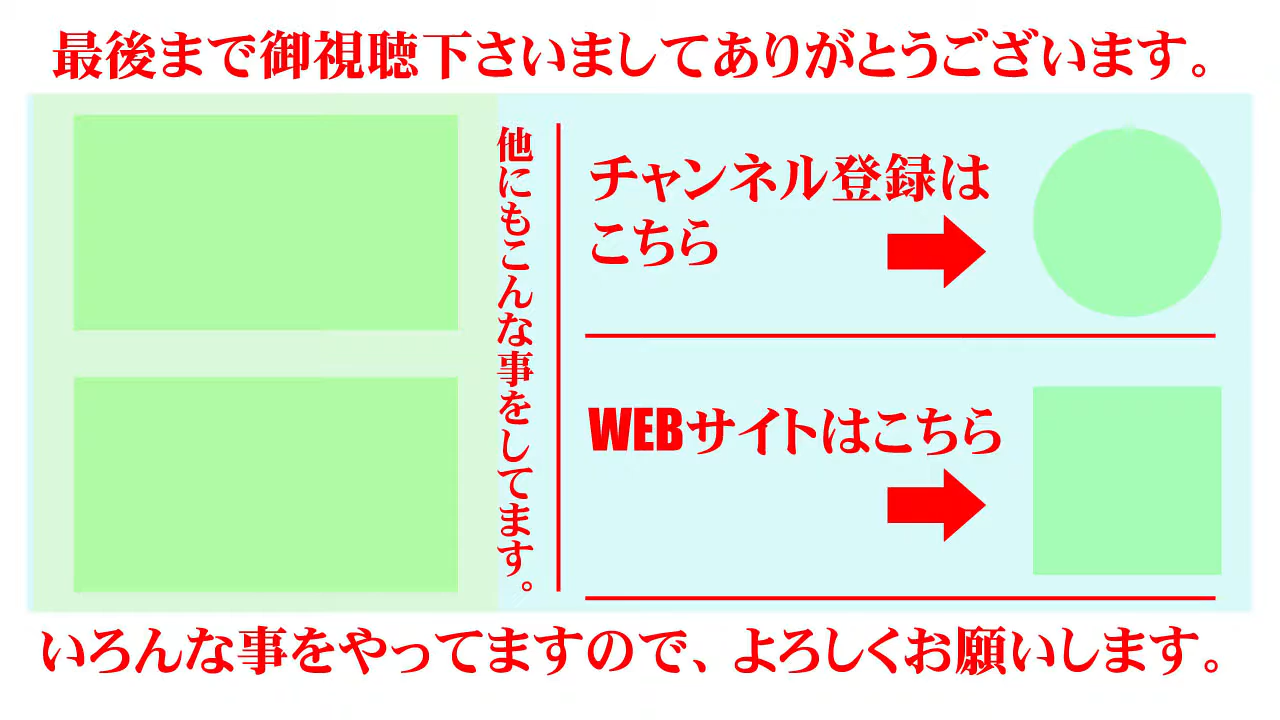 最後まで御視聴下さいましてありがとうございます。
他にもこんな事をしてます。
チャンネル登録は
こちら
WEBサイトはこちら
いろんな事をやってますので、よろしくお願いします。